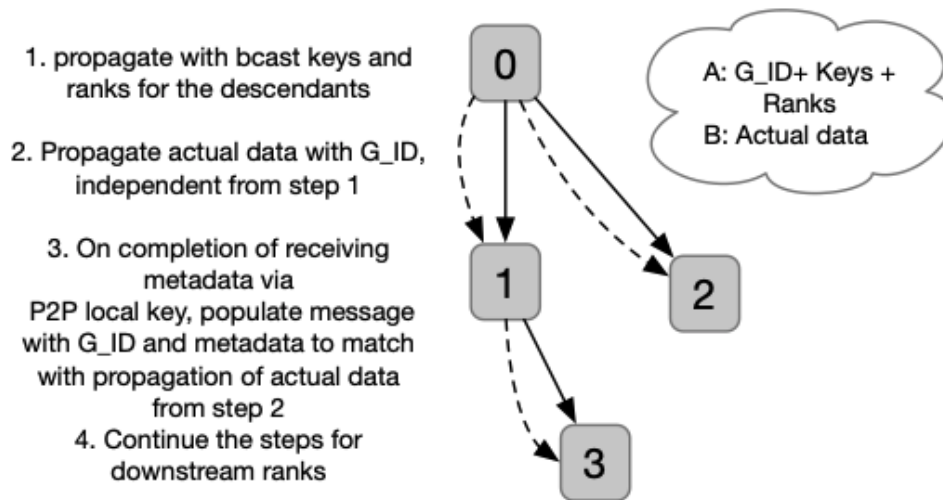 1. propagate with bcast keys and
ranks for the descendants
2. Propagate actual data with G_ID,
independent from step 1
3. On completion of receiving
metadata via
P2P local key, populate message
with G_ID and metadata to match
with propagation of actual data
from step 2
4. Continue the steps for
downstream ranks
0
1
2
3
A: G_ID+ Keys +
Ranks
B: Actual data